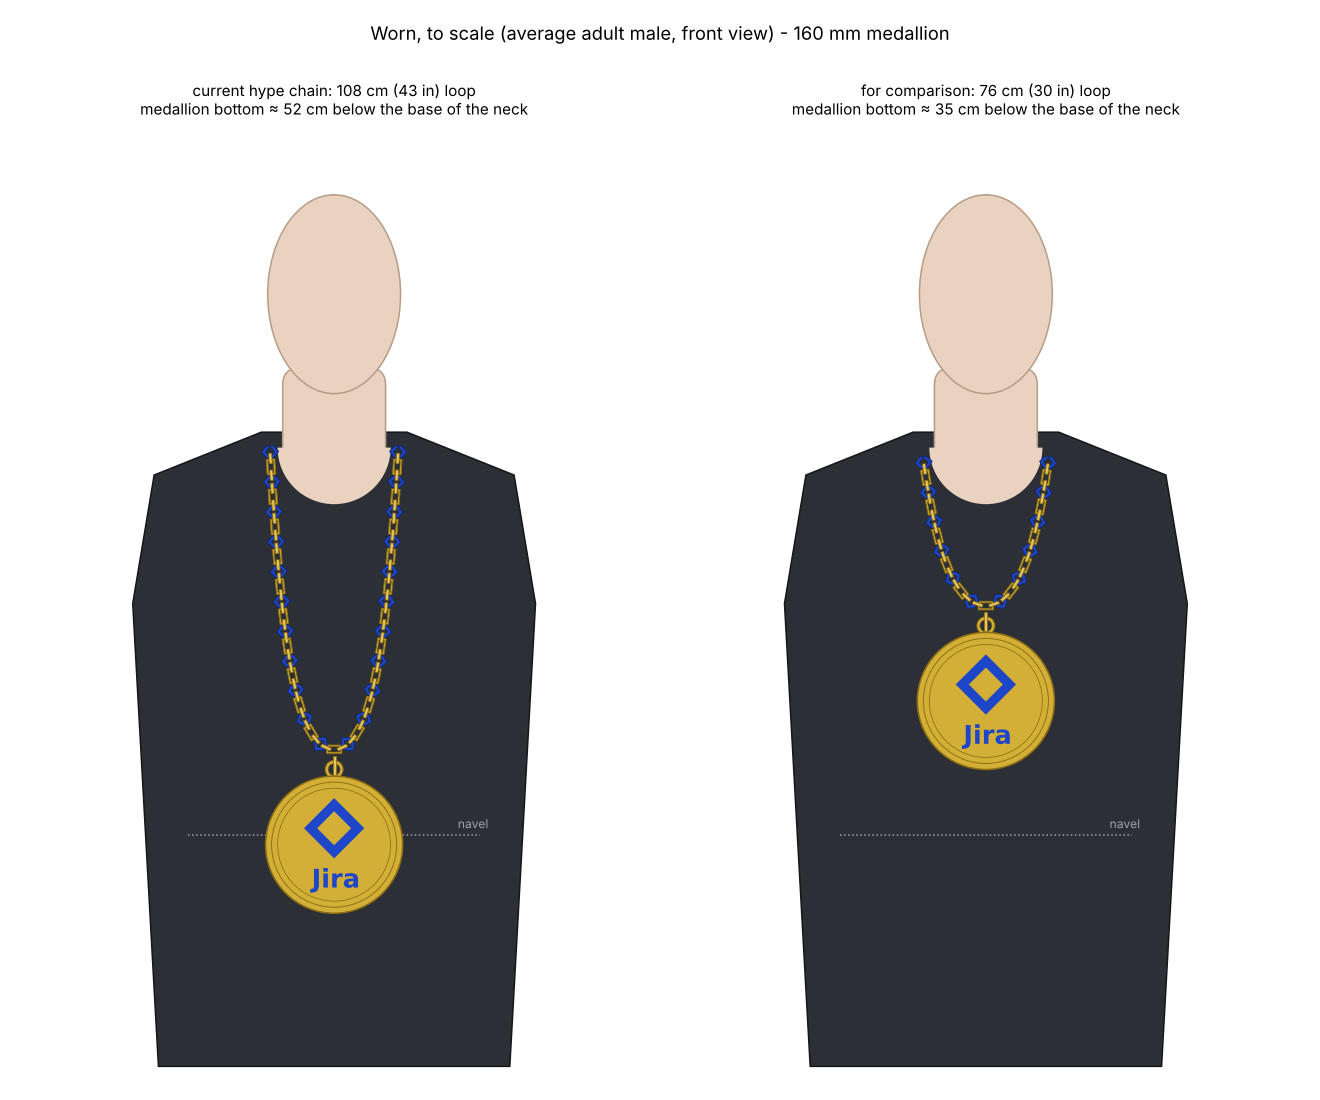 Worn, to scale (average adult male, front view) - 160 mm medallion
current hype chain: 108 cm (43 in) loop
medallion bottom ≈ 52 cm below the base of the neck
for comparison: 76 cm (30 in) loop
medallion bottom ≈ 35 cm below the base of the neck
Jira
navel
Jira
navel